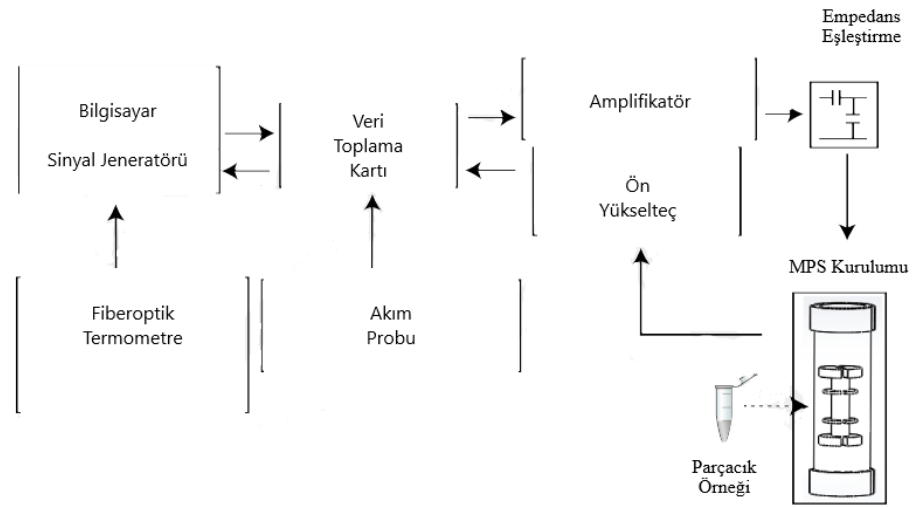 Empedans
Eşleştirme
Bilgisayar
Sinyal Jeneratörü
Veri
Toplama
Kartı
Amplifikatör
Ön
Yükselteç
MPS Kurulumu
Fiberoptik
Termometre
Akım
Probu
Parçacık
Örneği